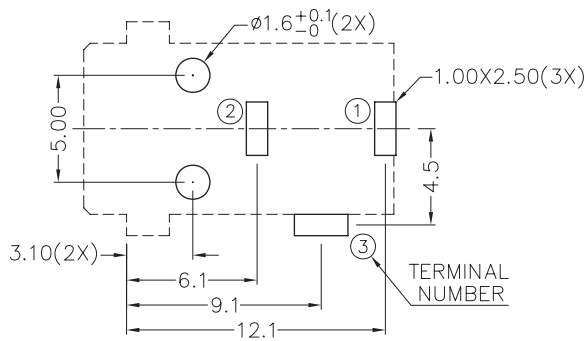 ø1.6+0.1-0(2X)
1.00X2.50(3X)
2
1
5.00
4.5
3.10(2X)
3
6.1
TERMINAL
NUMBER
9.1
12.1